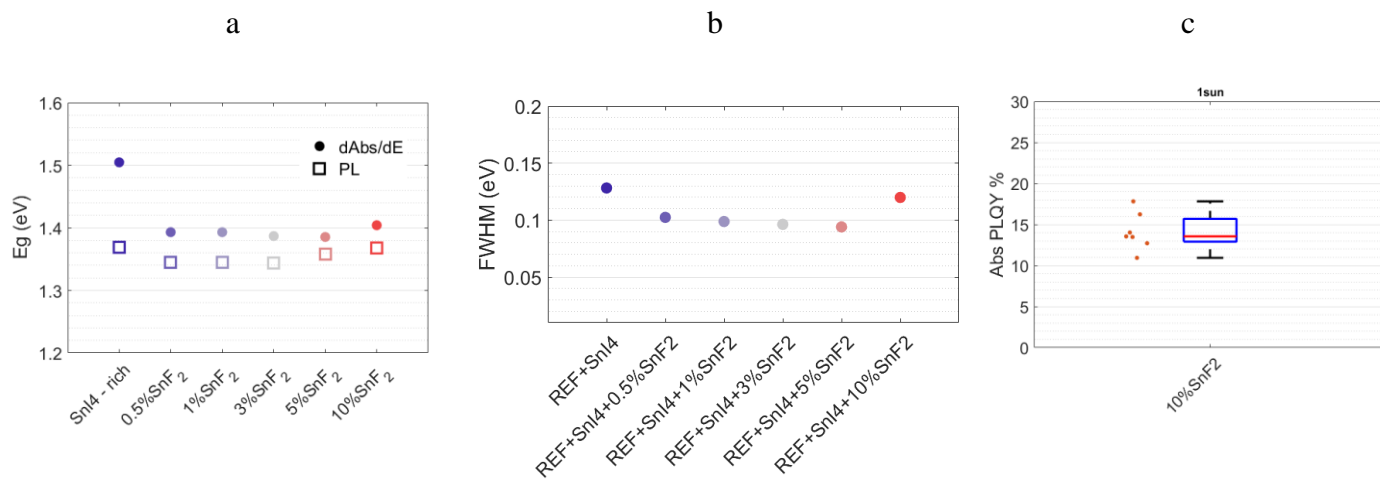 a
b
c
1.6
1.5
1.4
1.3
1.2
Eg (eV)
dAbs/dE
PL
SnI4 - rich
0.5%SnF2
1%SnF2
3%SnF2
5%SnF2
10%SnF2
0.2
0.15
0.1
0.05
FWHM (eV)
REF+SnI4
REF+SnI4+0.5%SnF2
REF+SnI4+1%SnF2
REF+SnI4+3%SnF2
REF+SnI4+5%SnF2
REF+SnI4+10%SnF2
1sun
30
25
20
15
10
5
0
Abs PLQY %
10%SnF2